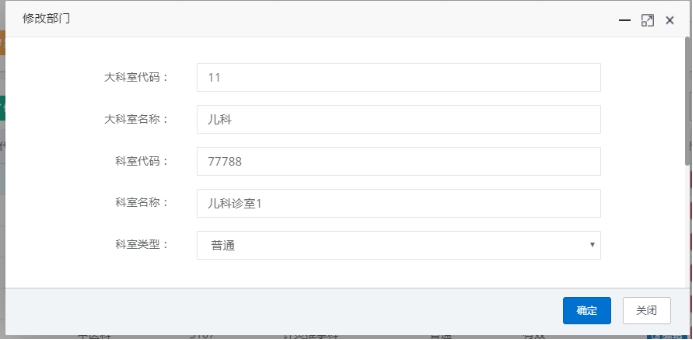 修改部门
大科室代码： 11
大科室名称： 儿科
科室代码： 77788
科室名称： 儿科诊室1
科室类型： 普通
确定 关闭